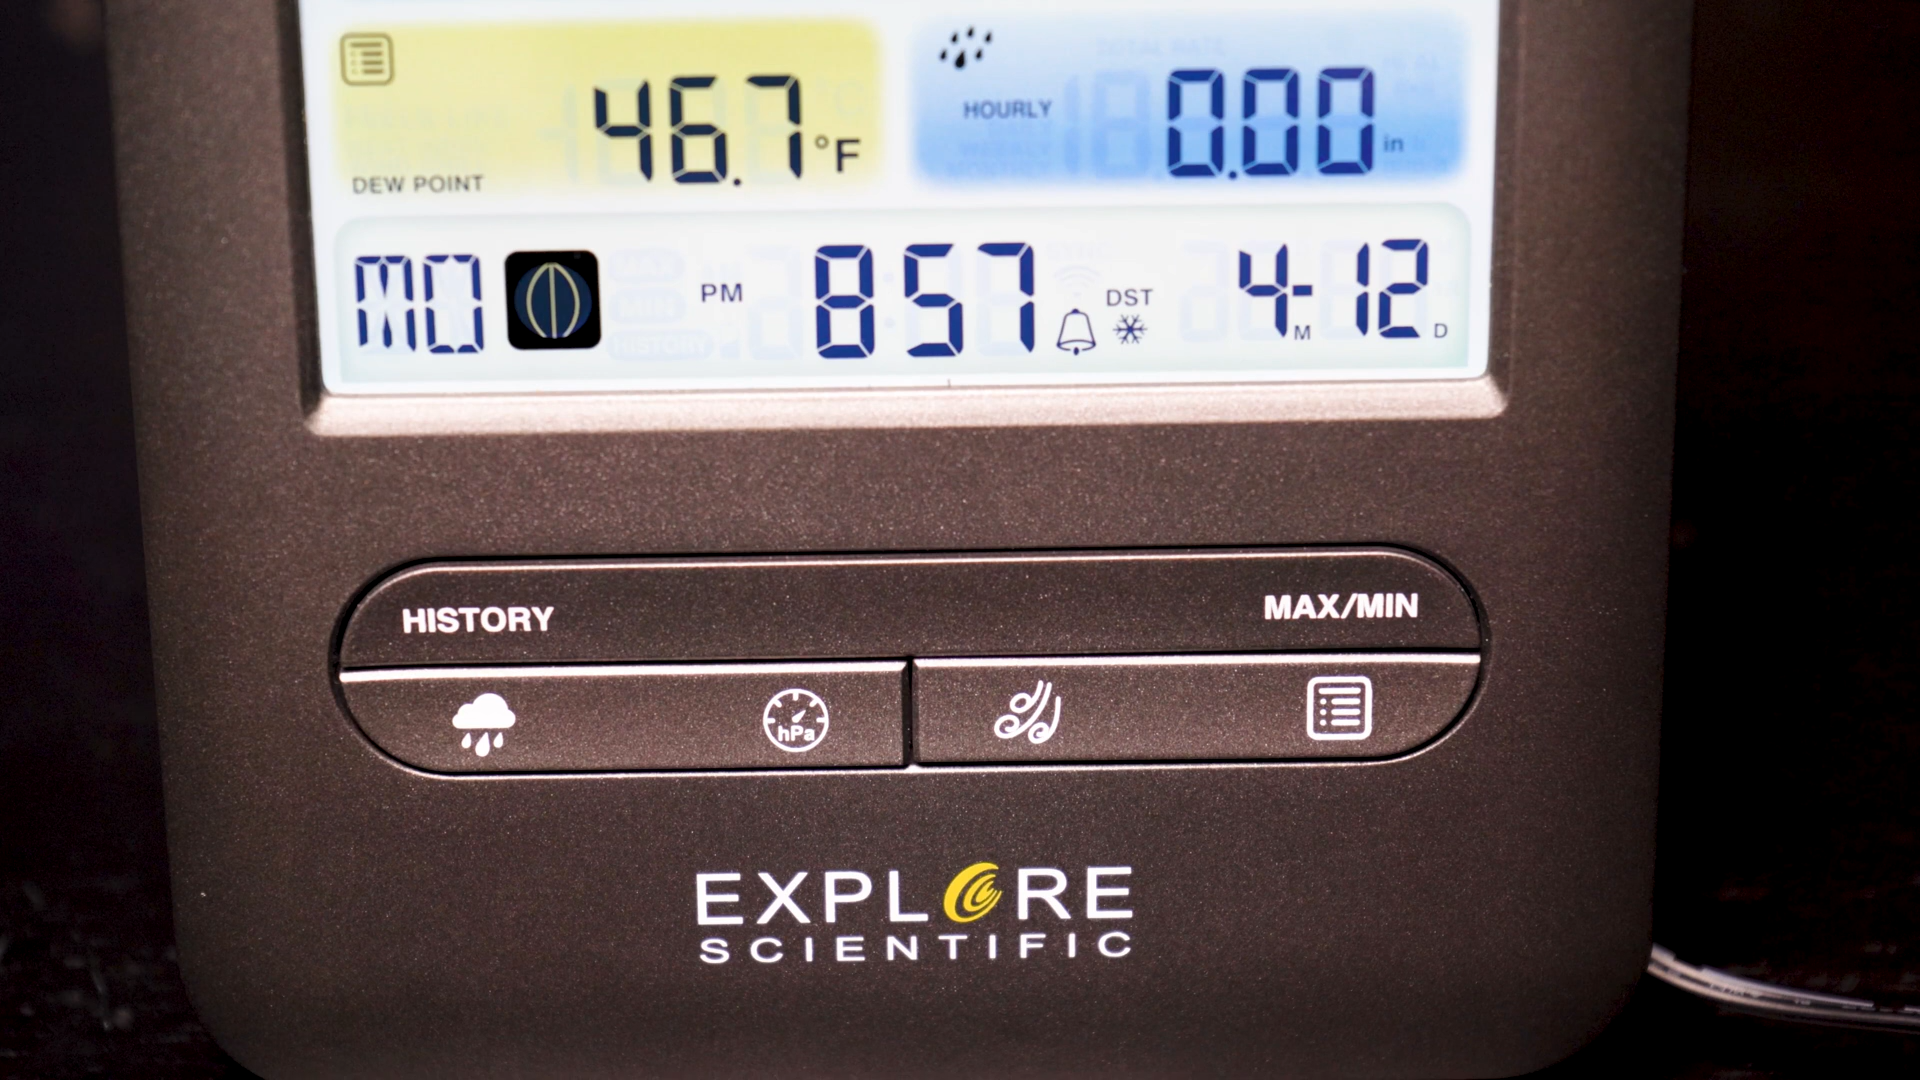 46.7 °F
DEW POINT
HOURLY 0.00 in
MO PM 8:57 DST 4-12 M D
HISTORY MAX/MIN
hPa
EXPLORE
SCIENTIFIC